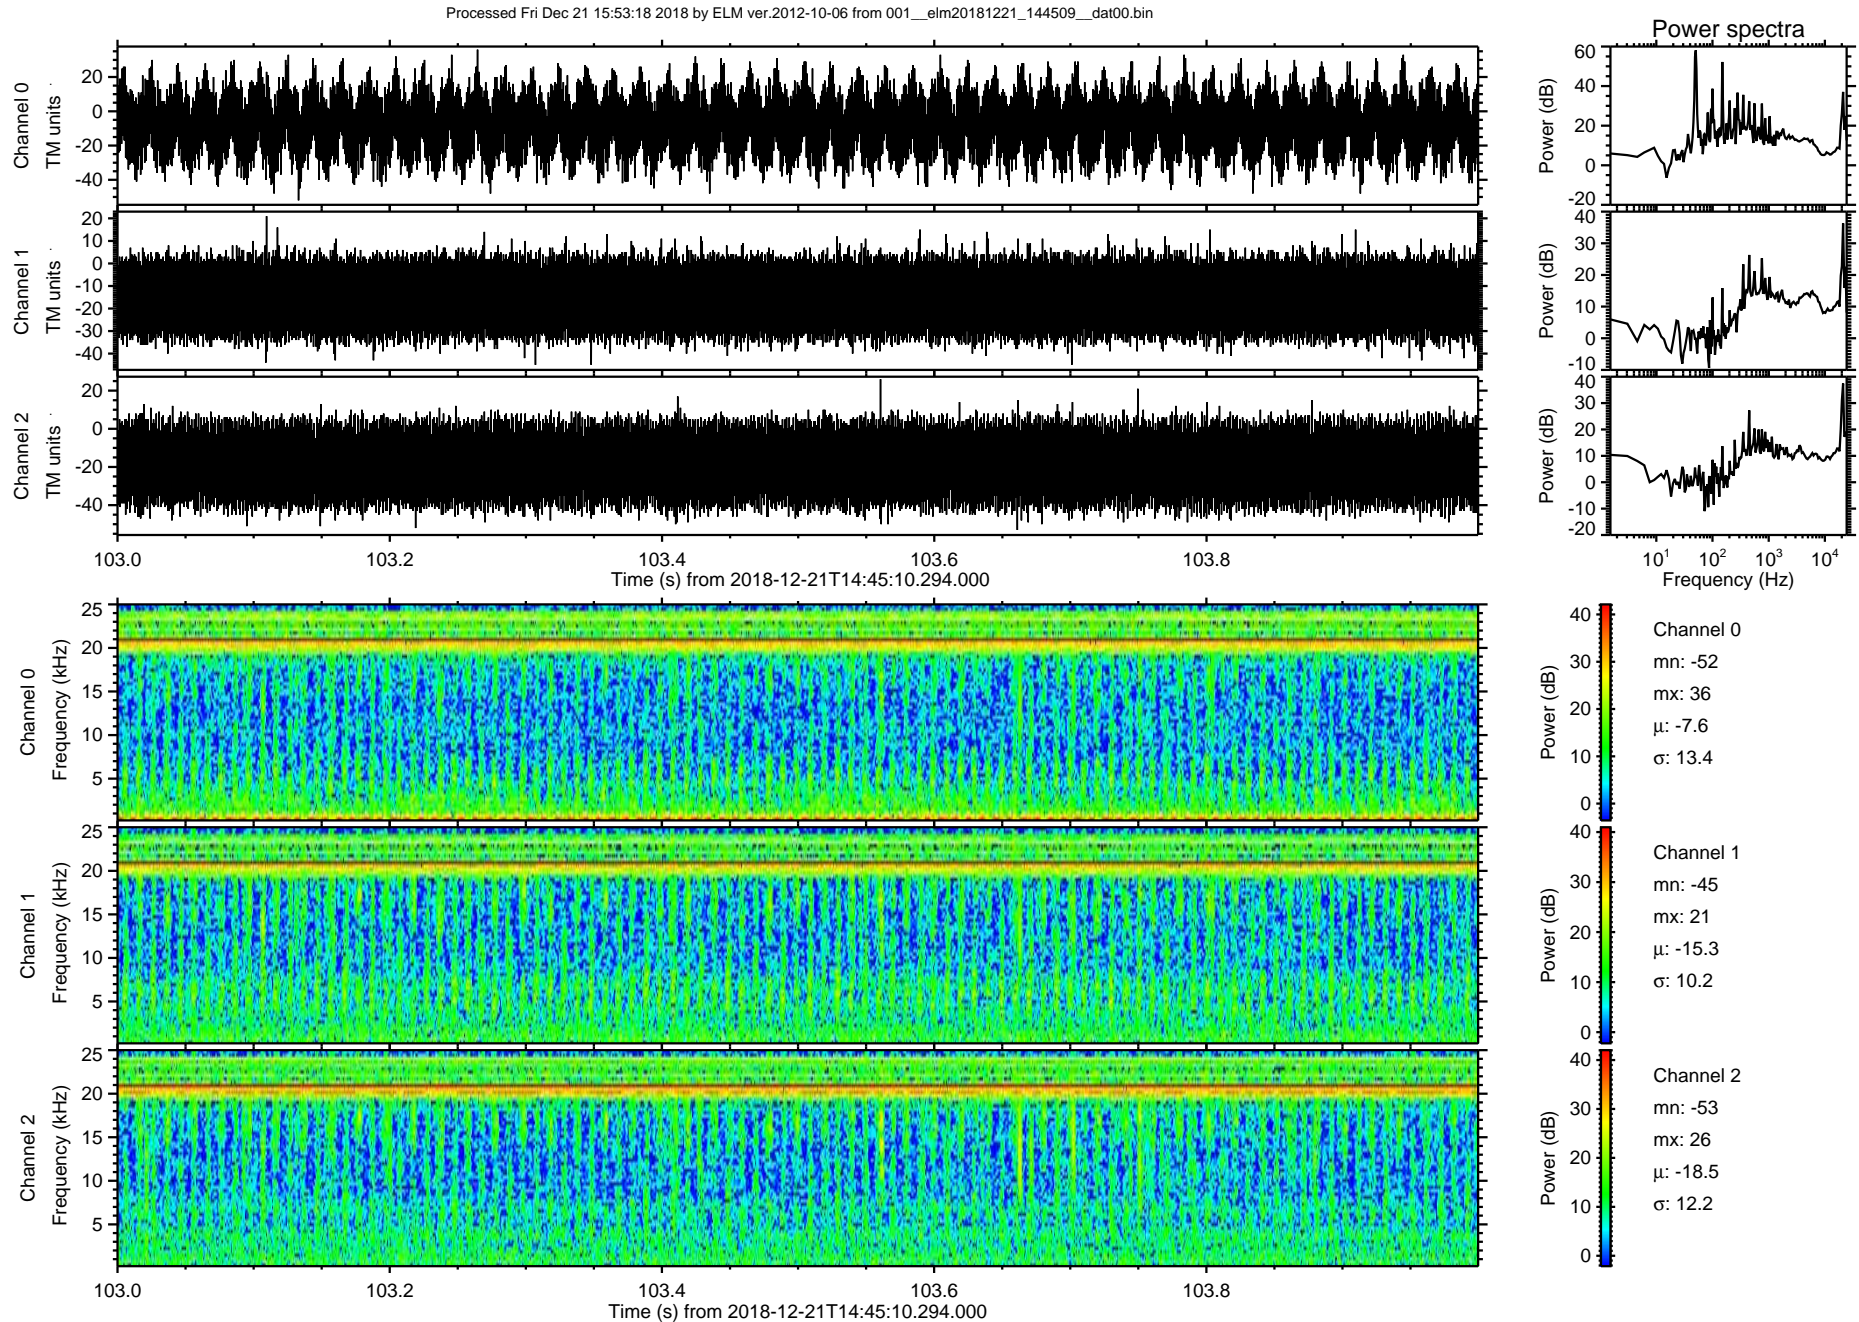 Processed Fri Dec 21 15:53:18 2018 by ELM ver.2012-10-06 from 001__elm20181221_144509__dat00.bin
Power spectra
Channel 0
TM units
20
0
-20
-40
Power (dB)
60
40
20
0
-20
Channel 1
TM units
20
10
0
-10
-20
-30
-40
Power (dB)
40
30
20
10
0
-10
Channel 2
TM units
20
0
-20
-40
Power (dB)
40
30
20
10
0
-10
-20
103.0 103.2 103.4 103.6 103.8
Time (s) from 2018-12-21T14:45:10.294.000
10¹ 10² 10³ 10⁴
Frequency (Hz)
Channel 0
Frequency (kHz)
25
20
15
10
5
Power (dB)
40
30
20
10
0
Channel 0
mn: -52
mx: 36
μ: -7.6
σ: 13.4
Channel 1
Frequency (kHz)
25
20
15
10
5
Power (dB)
40
30
20
10
0
Channel 1
mn: -45
mx: 21
μ: -15.3
σ: 10.2
Channel 2
Frequency (kHz)
25
20
15
10
5
Power (dB)
40
30
20
10
0
Channel 2
mn: -53
mx: 26
μ: -18.5
σ: 12.2
103.0 103.2 103.4 103.6 103.8
Time (s) from 2018-12-21T14:45:10.294.000